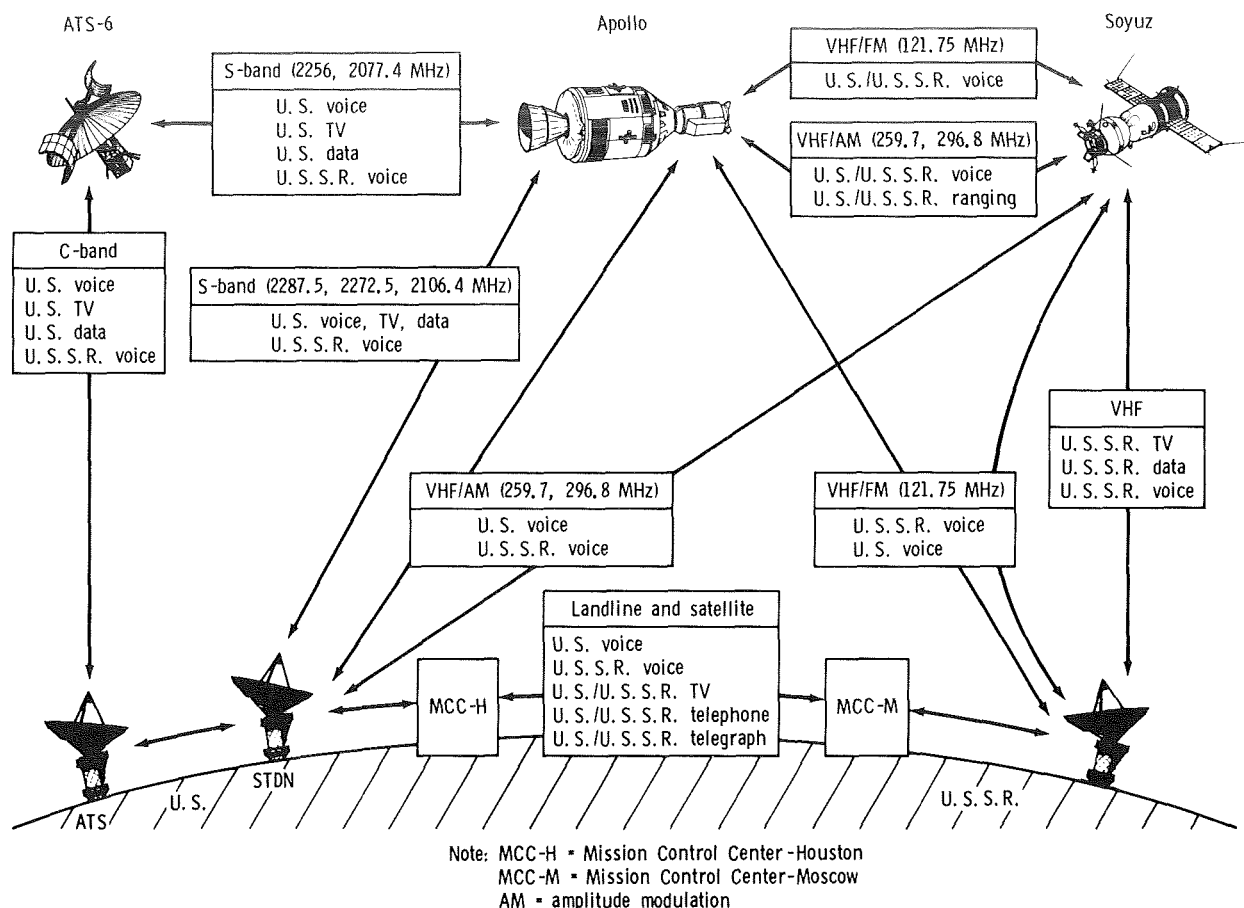 ATS-6
Apollo
Soyuz
S-band (2256, 2077.4 MHz)
U.S. voice
U.S. TV
U.S. data
U.S.S.R. voice
VHF/FM (121.75 MHz)
U.S./U.S.S.R. voice
VHF/AM (259.7, 296.8 MHz)
U.S./U.S.S.R. voice
U.S./U.S.S.R. ranging
C-band
U.S. voice
U.S. TV
U.S. data
U.S.S.R. voice
S-band (2287.5, 2272.5, 2106.4 MHz)
U.S. voice, TV, data
U.S.S.R. voice
VHF
U.S.S.R. TV
U.S.S.R. data
U.S.S.R. voice
VHF/AM (259.7, 296.8 MHz)
U.S. voice
U.S.S.R. voice
VHF/FM (121.75 MHz)
U.S.S.R. voice
U.S. voice
Landline and satellite
U.S. voice
U.S.S.R. voice
U.S./U.S.S.R. TV
U.S./U.S.S.R. telephone
U.S./U.S.S.R. telegraph
MCC-H
MCC-M
STDN
ATS
U.S.
U.S.S.R.
Note: MCC-H = Mission Control Center-Houston
MCC-M = Mission Control Center-Moscow
AM = amplitude modulation